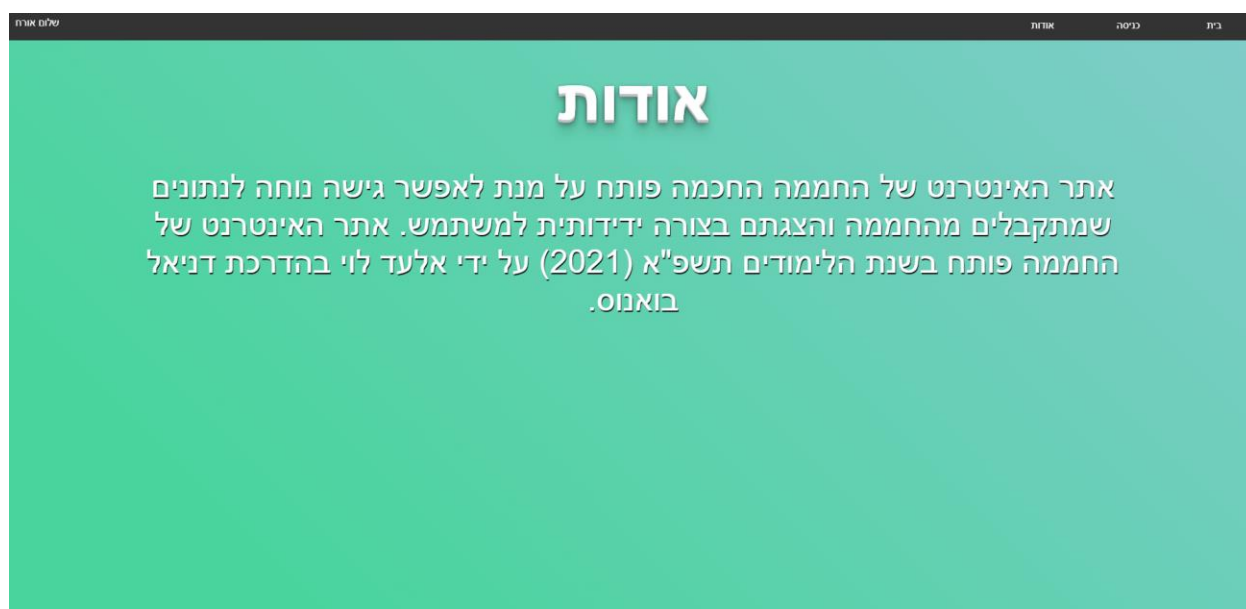 בית
כניסה
אודות
שלום אורח
אודות
אתר האינטרנט של החממה החכמה פותח על מנת לאפשר גישה נוחה לנתונים
שמתקבלים מהחממה והצגתם בצורה ידידותית למשתמש. אתר האינטרנט של
החממה פותח בשנת הלימודים תשפ"א (2021) על ידי אלעד לוי בהדרכת דניאל
בואנוס.